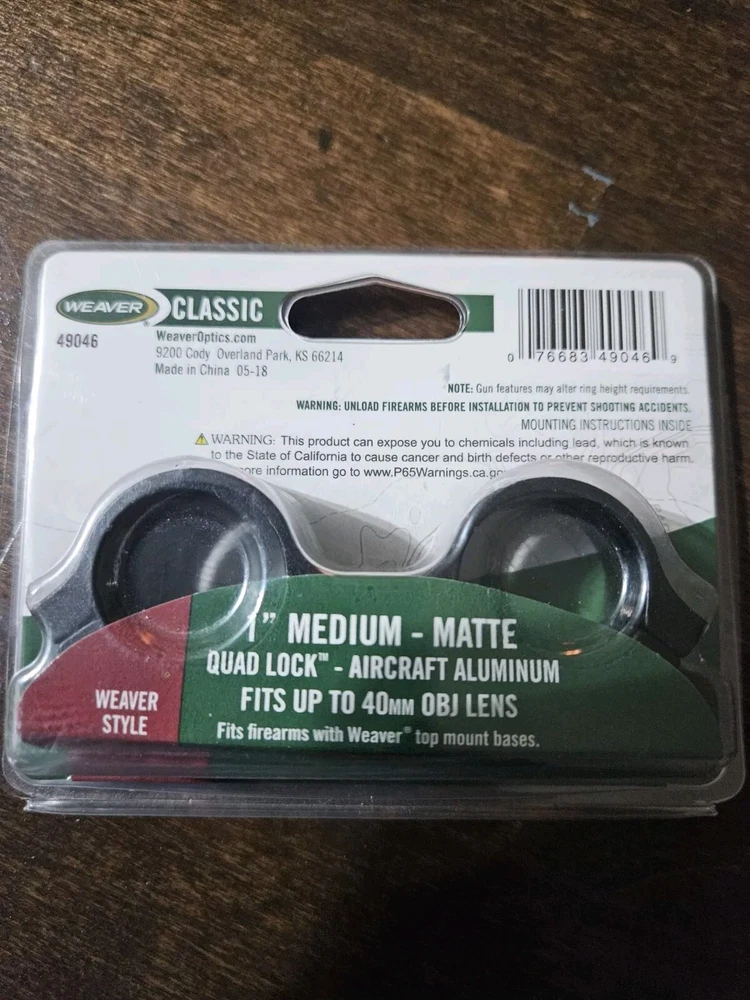 WEAVER® CLASSIC
49046
WeaverOptics.com
9200 Cody Overland Park, KS 66214
Made in China 05-18
0 76683 49046 9
NOTE: Gun features may alter ring height requirements.
WARNING: UNLOAD FIREARMS BEFORE INSTALLATION TO PREVENT SHOOTING ACCIDENTS.
MOUNTING INSTRUCTIONS INSIDE
⚠ WARNING: This product can expose you to chemicals including lead, which is known
to the State of California to cause cancer and birth defects or other reproductive harm.
more information go to www.P65Warnings.ca.gov
1” MEDIUM - MATTE
QUAD LOCK™ - AIRCRAFT ALUMINUM
FITS UP TO 40MM OBJ LENS
Fits firearms with Weaver® top mount bases.
WEAVER
STYLE